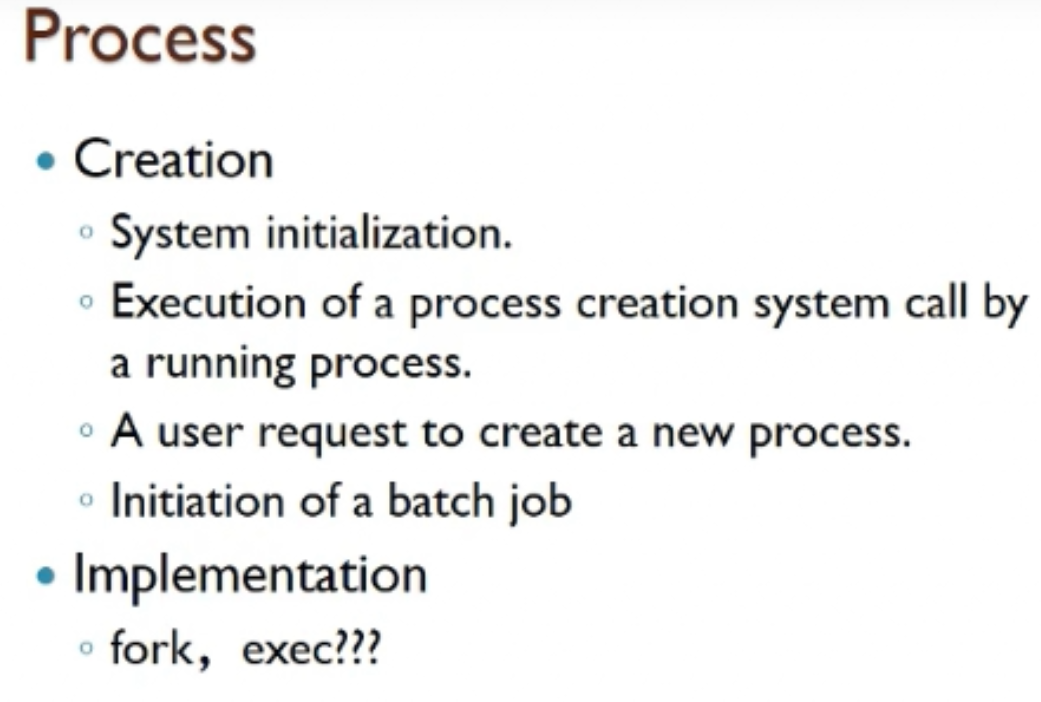 Process
Creation
System initialization.
Execution of a process creation system call by
a running process.
A user request to create a new process.
Initiation of a batch job
Implementation
fork, exec???